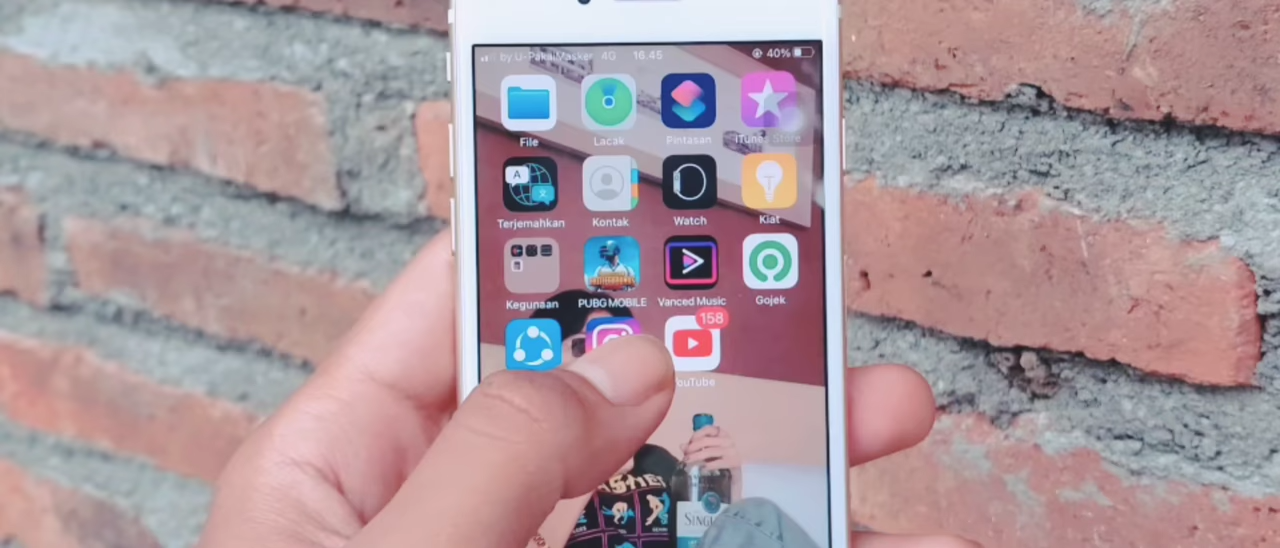 by U-PakaiMasker 4G 16.45 40%
File Lacak Pintasan iTunes Store
A
Terjemahkan Kontak Watch Kiat
Kegunaan PUBG MOBILE Vanced Music Gojek
158
YouTube
SING